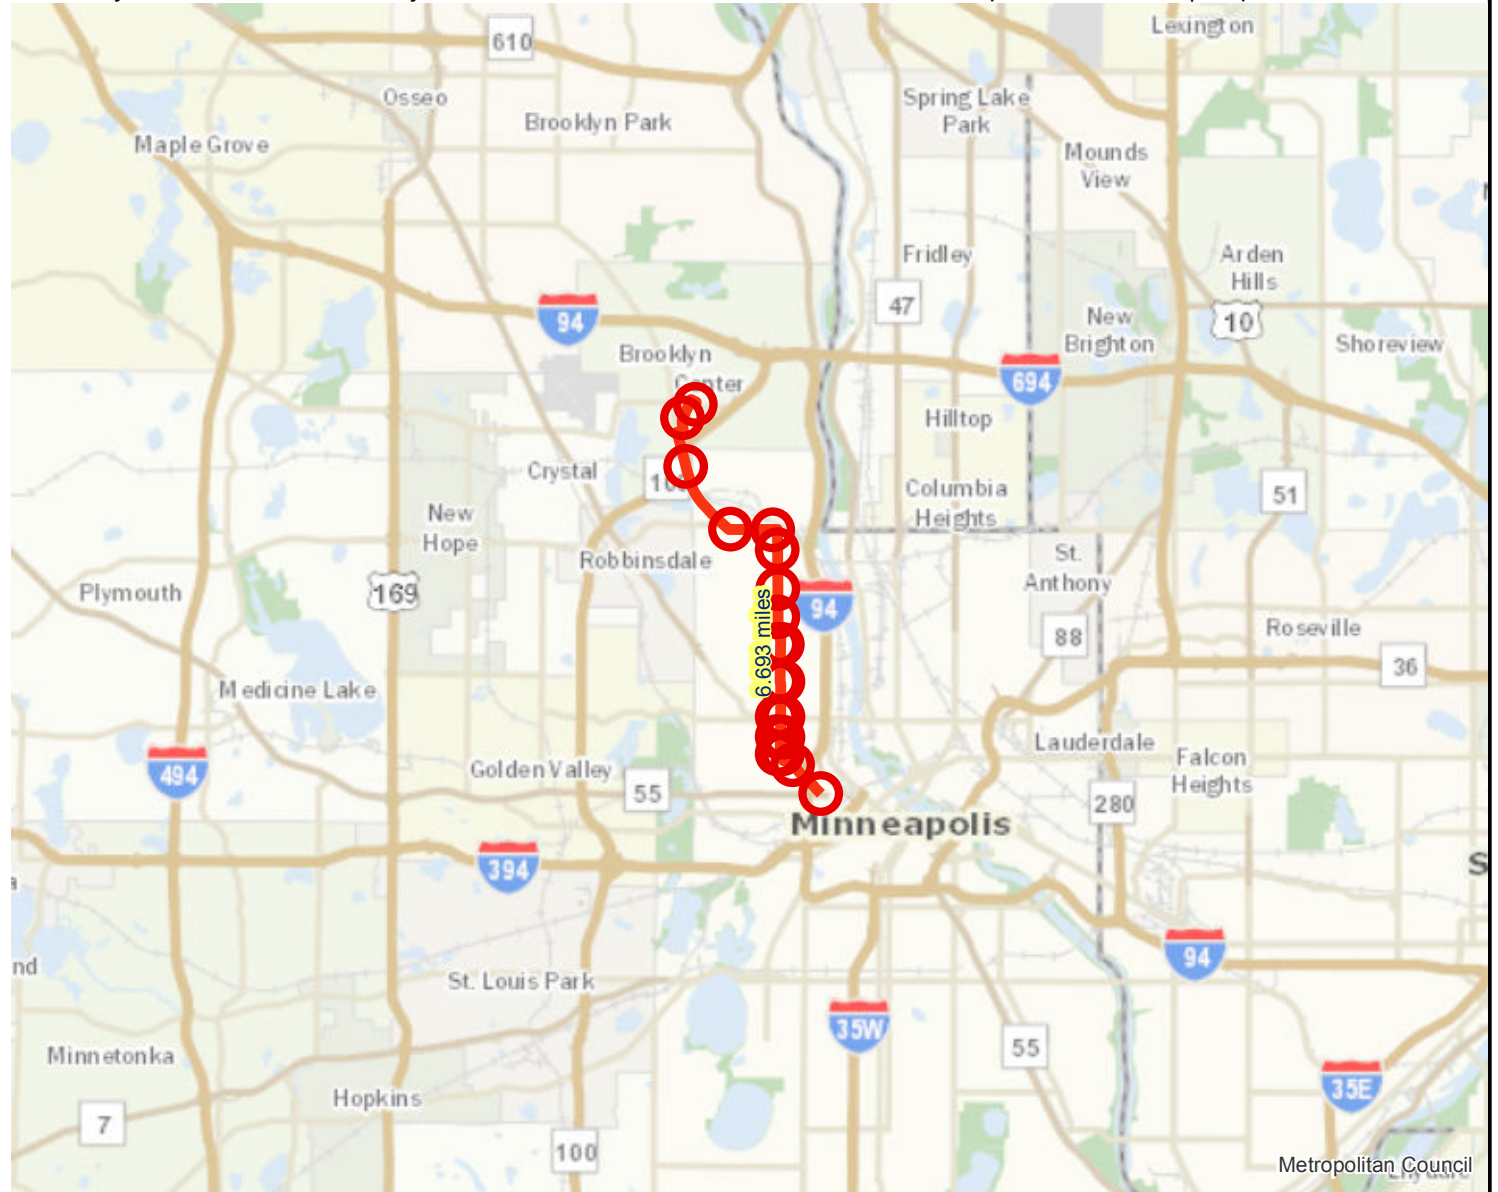 Lexington
610
Osseo
Spring Lake
Park
Brooklyn Park
Maple Grove
Mounds
View
Fridley
Arden
Hills
47
94
10
New
Brighton
Shoreview
Brooklyn
Center
694
Hilltop
Crystal
Columbia
Heights
51
New
Hope
Robbinsdale
St.
Anthony
Plymouth
169
94
88
Roseville
36
6.693 miles
Medicine Lake
Lauderdale
Falcon
Heights
494
Golden Valley
55
280
Minneapolis
394
nd
94
St. Louis Park
35W
55
Minnetonka
35E
Hopkins
7
100
Metropolitan Council